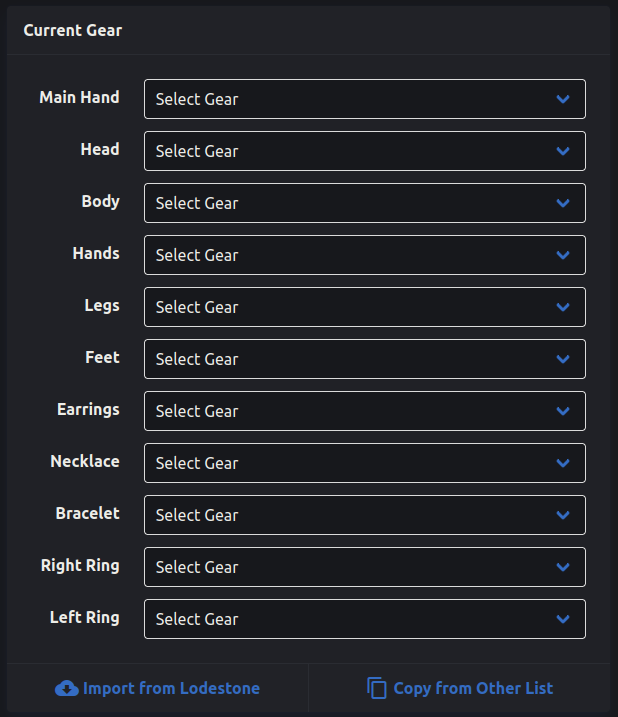 Current Gear
Main Hand Select Gear
Head Select Gear
Body Select Gear
Hands Select Gear
Legs Select Gear
Feet Select Gear
Earrings Select Gear
Necklace Select Gear
Bracelet Select Gear
Right Ring Select Gear
Left Ring Select Gear
Import from Lodestone Copy from Other List